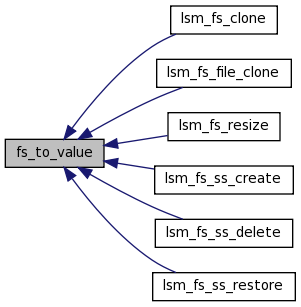 lsm_fs_clone
lsm_fs_file_clone
lsm_fs_resize
fs_to_value
lsm_fs_ss_create
lsm_fs_ss_delete
lsm_fs_ss_restore